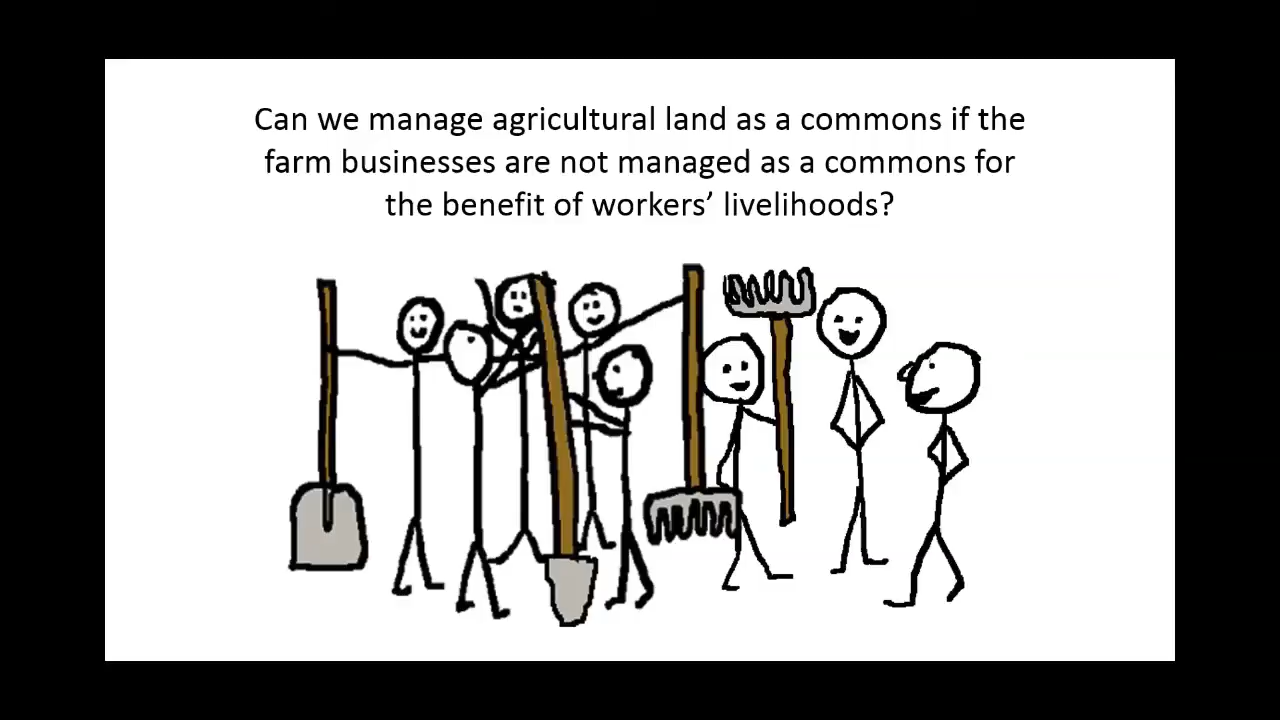 Can we manage agricultural land as a commons if the
farm businesses are not managed as a commons for
the benefit of workers’ livelihoods?